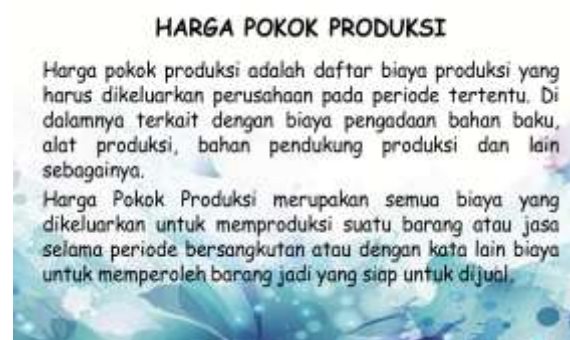 HARGA POKOK PRODUKSI
Harga pokok produksi adalah daftar biaya produksi yang
harus dikeluarkan perusahaan pada periode tertentu. Di
dalamnya terkait dengan biaya pengadaan bahan baku,
alat produksi, bahan pendukung produksi dan lain
sebagainya.
Harga Pokok Produksi merupakan semua biaya yang
dikeluarkan untuk memproduksi suatu barang atau jasa
selama periode bersangkutan atau dengan kata lain biaya
untuk memperoleh barang jadi yang siap untuk dijual.